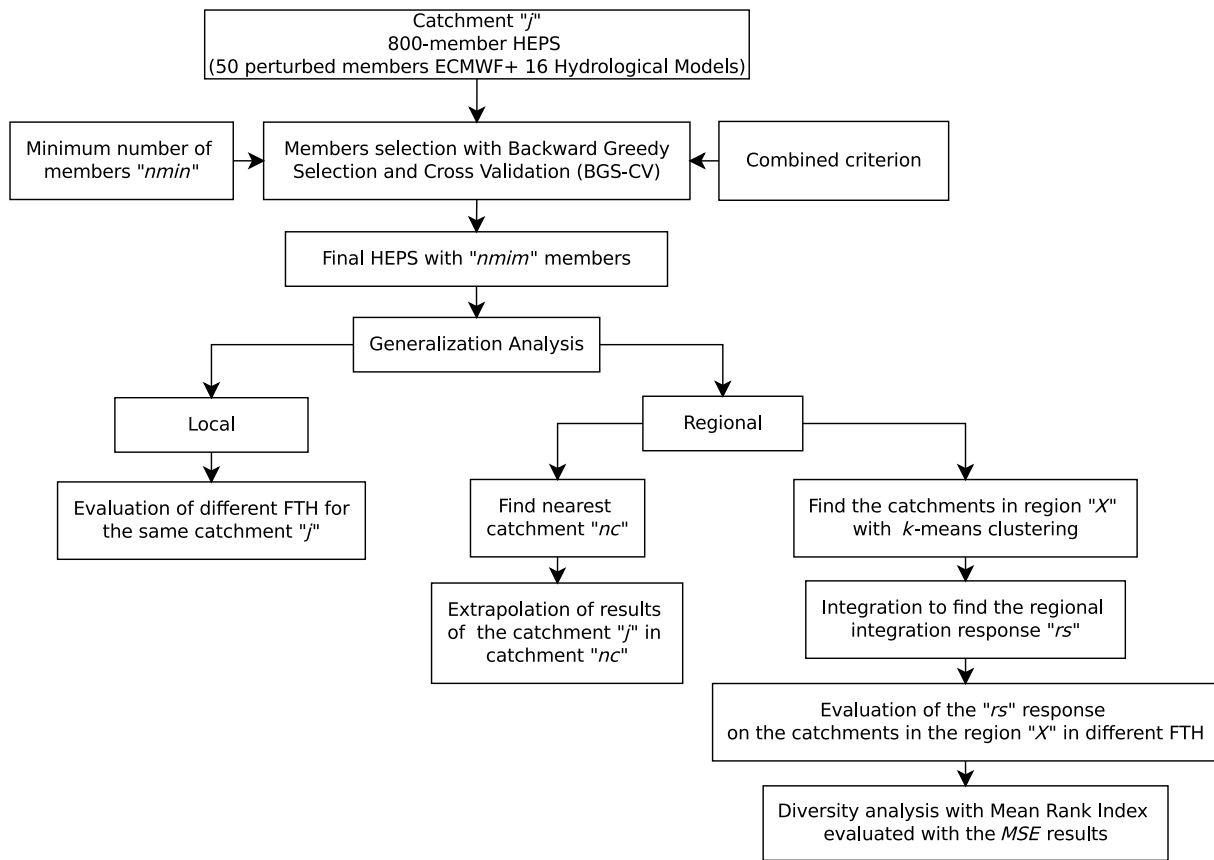 Catchment "j"
800-member HEPS
(50 perturbed members ECMWF+ 16 Hydrological Models)
Minimum number of
members "nmin"
Members selection with Backward Greedy
Selection and Cross Validation (BGS-CV)
Combined criterion
Final HEPS with "nmim" members
Generalization Analysis
Local
Regional
Evaluation of different FTH for
the same catchment "j"
Find nearest
catchment "nc"
Find the catchments in region "X"
with k-means clustering
Extrapolation of results
of the catchment "j" in
catchment "nc"
Integration to find the regional
integration response "rs"
Evaluation of the "rs" response
on the catchments in the region "X" in different FTH
Diversity analysis with Mean Rank Index
evaluated with the MSE results